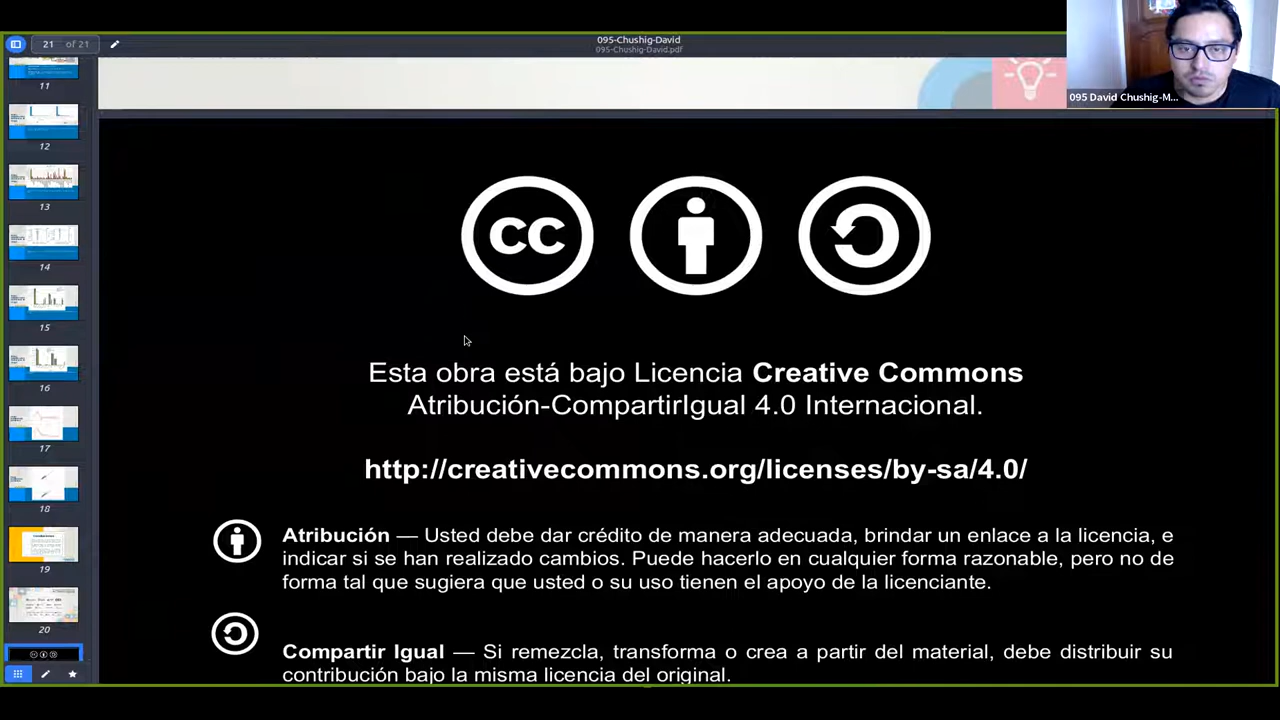 21 of 21
095-Chushig-David
095-Chushig-David.pdf
095 David Chushig-M...
11
12
13
14
15
16
17
18
19
20
cc
Esta obra está bajo Licencia Creative Commons
Atribución-CompartirIgual 4.0 Internacional.
http://creativecommons.org/licenses/by-sa/4.0/
Atribución — Usted debe dar crédito de manera adecuada, brindar un enlace a la licencia, e
indicar si se han realizado cambios. Puede hacerlo en cualquier forma razonable, pero no de
forma tal que sugiera que usted o su uso tienen el apoyo de la licenciante.
Compartir Igual — Si remezcla, transforma o crea a partir del material, debe distribuir su
contribución bajo la misma licencia del original.